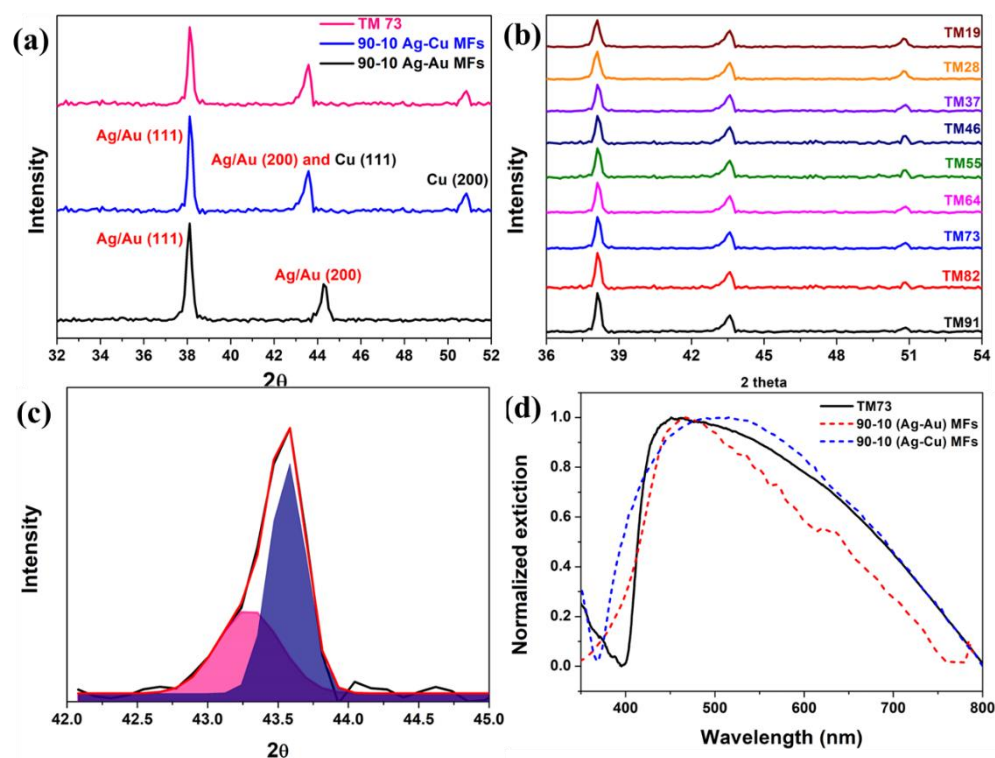 (a)
TM 73
90-10 Ag-Cu MFs
90-10 Ag-Au MFs
Ag/Au (111)
Ag/Au (200) and Cu (111)
Cu (200)
Ag/Au (111)
Ag/Au (200)
Intensity
32 34 36 38 40 42 44 46 48 50 52
2θ
(b)
TM19
TM28
TM37
TM46
TM55
TM64
TM73
TM82
TM91
Intensity
36 39 42 45 48 51 54
2 theta
(c)
Intensity
42.0 42.5 43.0 43.5 44.0 44.5 45.0
2θ
(d)
TM73
90-10 (Ag-Au) MFs
90-10 (Ag-Cu) MFs
Normalized extiction
1.0
0.8
0.6
0.4
0.2
0.0
400 500 600 700 800
Wavelength (nm)